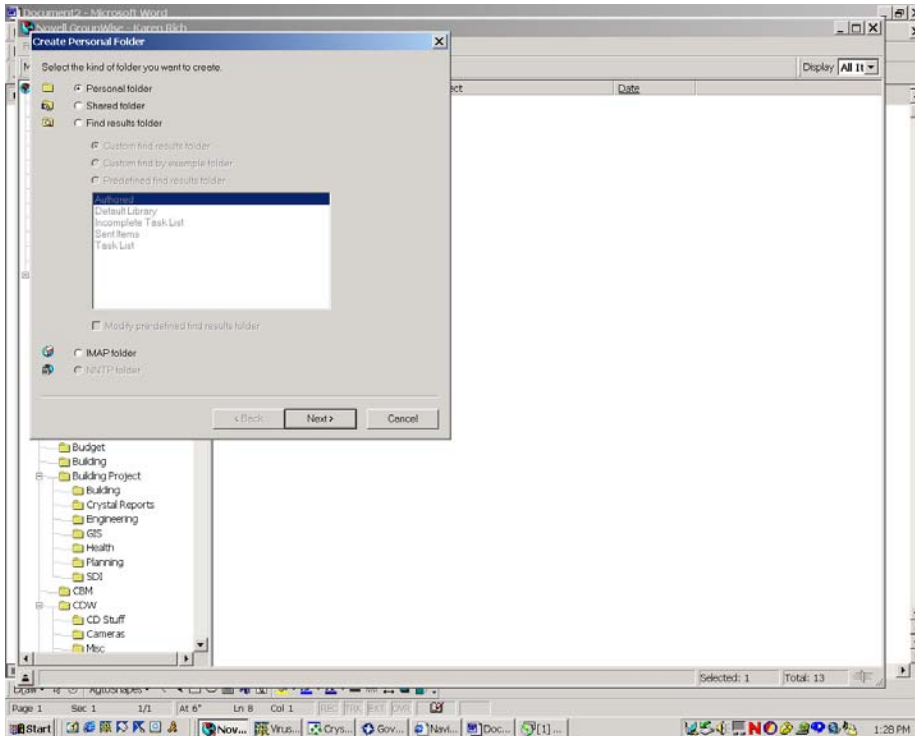 Document2 - Microsoft Word
Novell GroupWise - Karen Rich
Create Personal Folder
Select the kind of folder you want to create.
Display All It
Personal folder
ect Date
Shared folder
Find results folder
Custom find results folder
Custom find by example folder
Predefined find results folder
Authored
Default Library
Incomplete Task List
Sent Items
Task List
Modify pre-defined find results folder
IMAP folder
NNTP folder
< Back Next > Cancel
Budget
Building
Building Project
Building
Crystal Reports
Engineering
GIS
Health
Planning
SDI
CBM
CDW
CD Stuff
Cameras
Misc
Selected: 1 Total: 13
Draw AutoShapes
Page 1 Sec 1 1/1 At 6" Ln 8 Col 1 REC TRK EXT OVR
Start Nov... Virus... Crys... Gov... Navi... Doc... [1] ... 1:28 PM